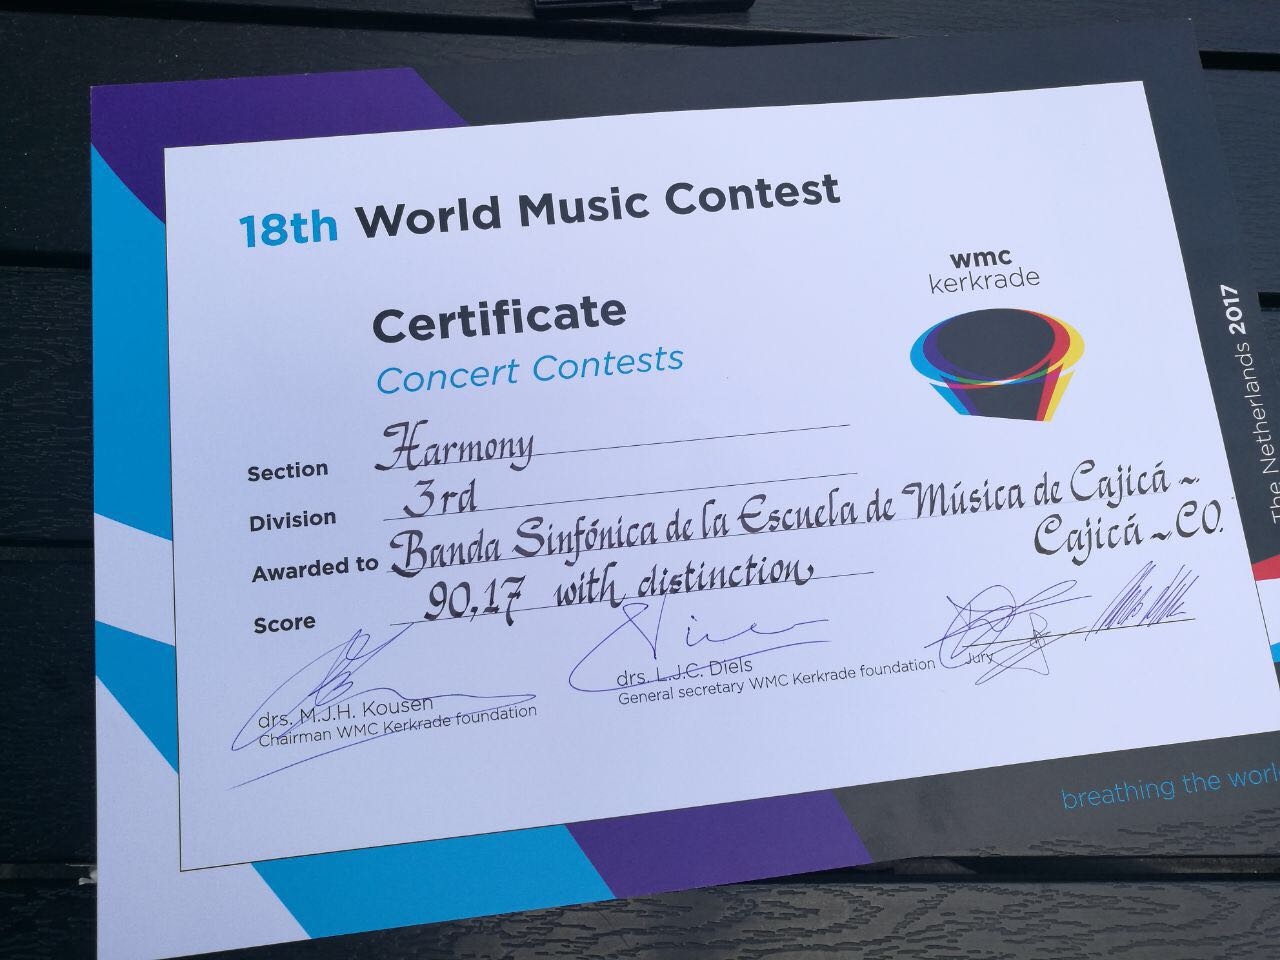 18th World Music Contest
wmc
kerkrade
Certificate
Concert Contests
Section Harmony
Division 3rd
Awarded to Banda Sinfónica de la Escuela de Música de Cajicá ~
Cajicá ~ CO.
Score 90,17 with distinction
drs. M.J.H. Kousen
Chairman WMC Kerkrade foundation
drs. L.J.C. Diels
General secretary WMC Kerkrade foundation
Jury
The Netherlands 2017
breathing the